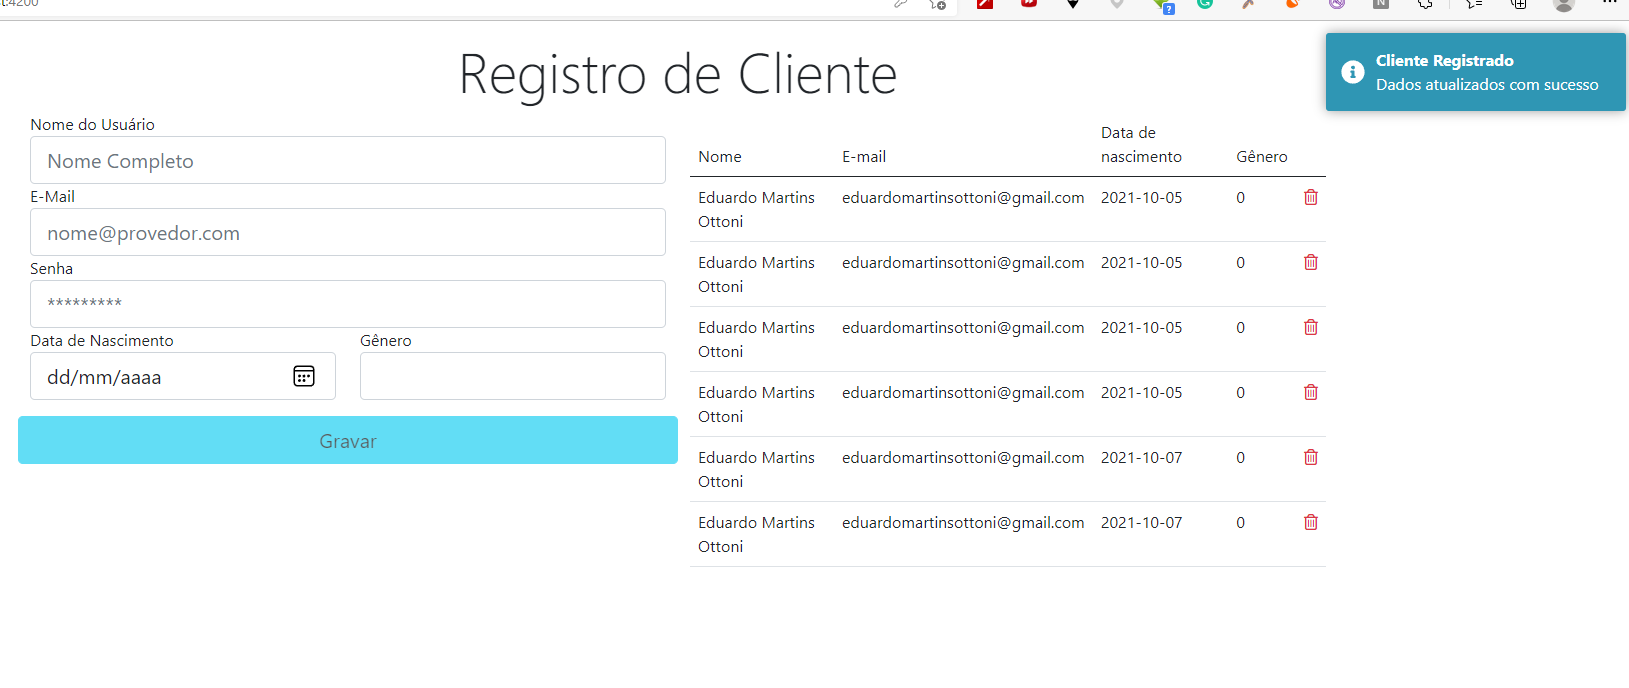 t:4200
Registro de Cliente
Cliente Registrado
Dados atualizados com sucesso
Nome do Usuário
Nome Completo
E-Mail
nome@provedor.com
Senha
*********
Data de Nascimento
Gênero
dd/mm/aaaa
Gravar
Nome E-mail Data de nascimento Gênero
Eduardo Martins Ottoni eduardomartinsottoni@gmail.com 2021-10-05 0
Eduardo Martins Ottoni eduardomartinsottoni@gmail.com 2021-10-05 0
Eduardo Martins Ottoni eduardomartinsottoni@gmail.com 2021-10-05 0
Eduardo Martins Ottoni eduardomartinsottoni@gmail.com 2021-10-05 0
Eduardo Martins Ottoni eduardomartinsottoni@gmail.com 2021-10-07 0
Eduardo Martins Ottoni eduardomartinsottoni@gmail.com 2021-10-07 0